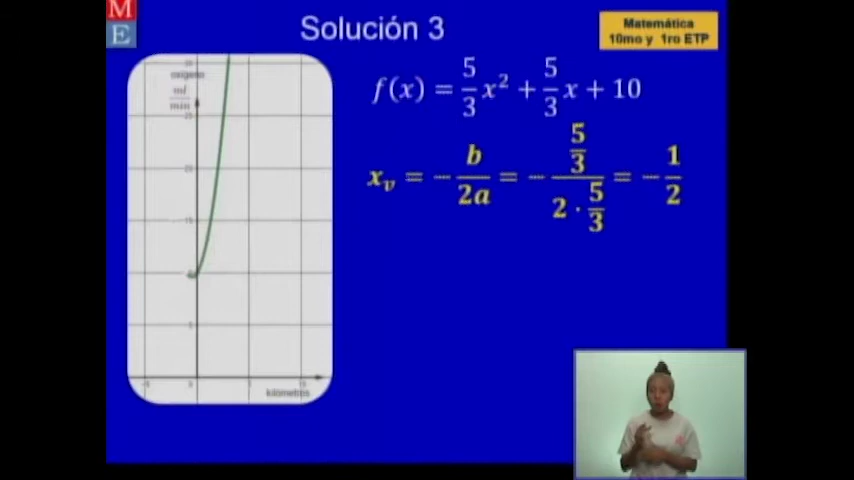 M
E
Solución 3
Matemática
10mo y 1ro ETP
f(x) = 5/3 x² + 5/3 x + 10
x_v = - b/2a = - (5/3)/(2 · 5/3) = - 1/2
oxígeno
ml/min
25
kilómetros